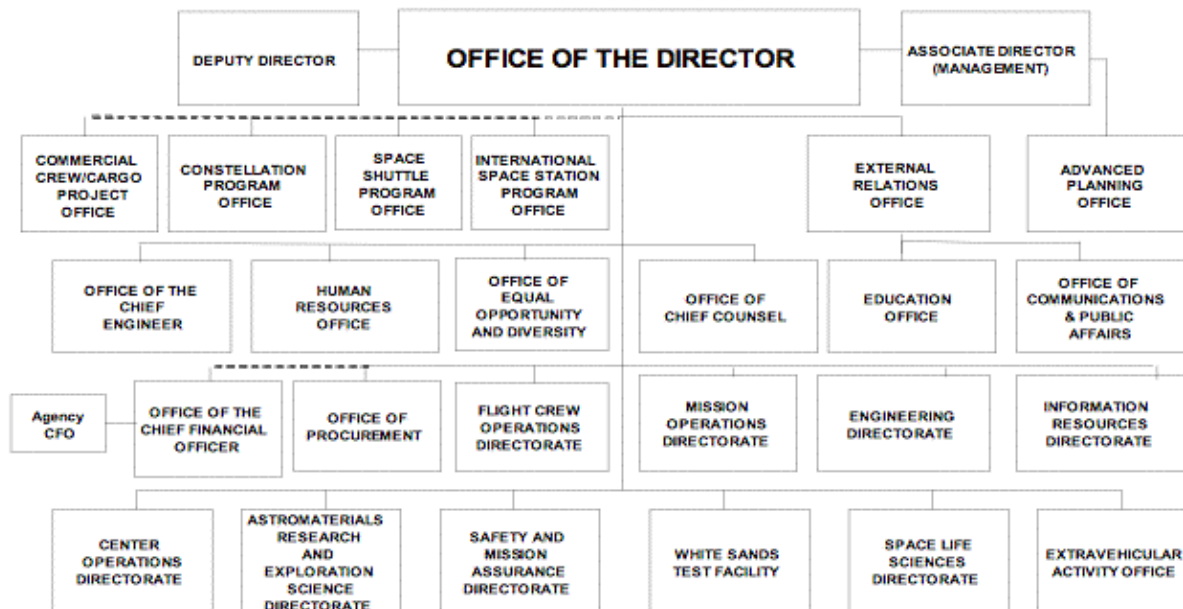 DEPUTY DIRECTOR
OFFICE OF THE DIRECTOR
ASSOCIATE DIRECTOR
(MANAGEMENT)
COMMERCIAL
CREW/CARGO
PROJECT
OFFICE
CONSTELLATION
PROGRAM
OFFICE
SPACE
SHUTTLE
PROGRAM
OFFICE
INTERNATIONAL
SPACE STATION
PROGRAM
OFFICE
EXTERNAL
RELATIONS
OFFICE
ADVANCED
PLANNING
OFFICE
OFFICE OF THE
CHIEF
ENGINEER
HUMAN
RESOURCES
OFFICE
OFFICE OF
EQUAL
OPPORTUNITY
AND DIVERSITY
OFFICE OF
CHIEF COUNSEL
EDUCATION
OFFICE
OFFICE OF
COMMUNICATIONS
& PUBLIC
AFFAIRS
Agency
CFO
OFFICE OF THE
CHIEF FINANCIAL
OFFICER
OFFICE OF
PROCUREMENT
FLIGHT CREW
OPERATIONS
DIRECTORATE
MISSION
OPERATIONS
DIRECTORATE
ENGINEERING
DIRECTORATE
INFORMATION
RESOURCES
DIRECTORATE
CENTER
OPERATIONS
DIRECTORATE
ASTROMATERIALS
RESEARCH
AND
EXPLORATION
SCIENCE
DIRECTORATE
SAFETY AND
MISSION
ASSURANCE
DIRECTORATE
WHITE SANDS
TEST FACILITY
SPACE LIFE
SCIENCES
DIRECTORATE
EXTRAVEHICULAR
ACTIVITY OFFICE